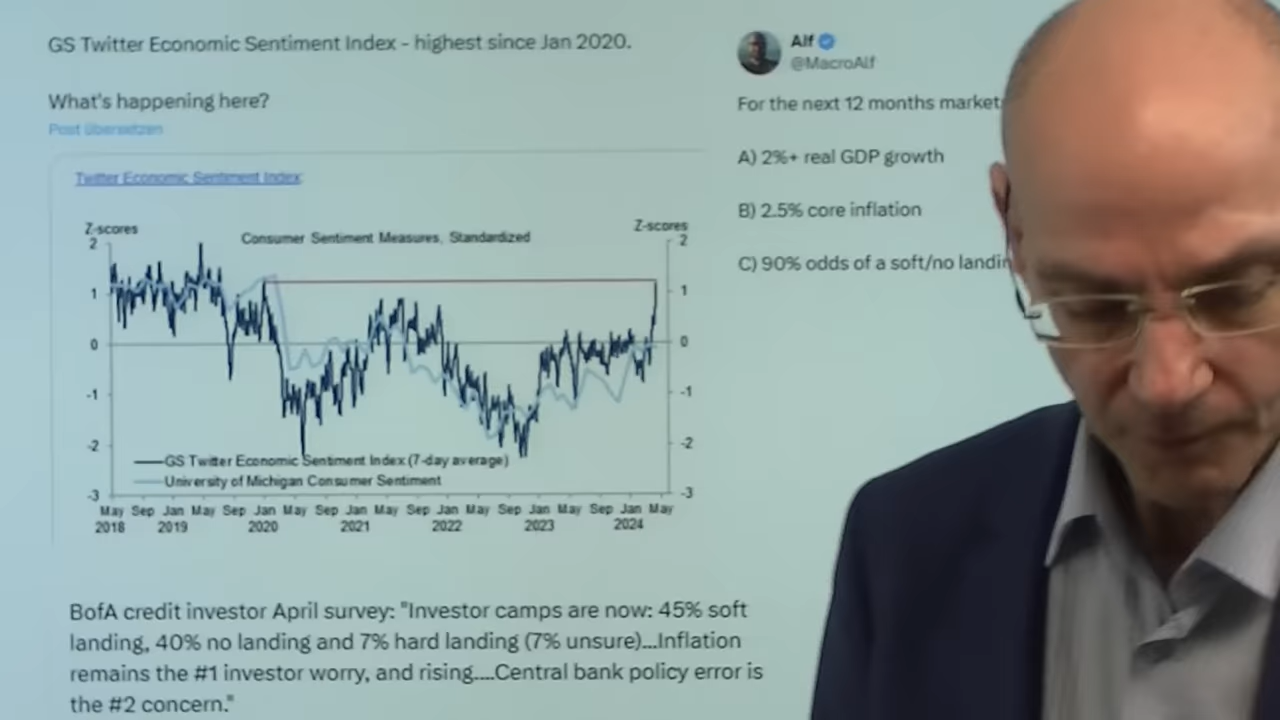 GS Twitter Economic Sentiment Index - highest since Jan 2020.
What's happening here?
Post übersetzen
Twitter Economic Sentiment Index:
Z-scores
Z-scores
Consumer Sentiment Measures, Standardized
2
1
0
-1
-2
-3
2
1
0
-1
-2
-3
GS Twitter Economic Sentiment Index (7-day average)
University of Michigan Consumer Sentiment
May Sep Jan May Sep Jan May Sep Jan May Sep Jan May Sep Jan May Sep Jan May
2018 2019 2020 2021 2022 2023 2024
BofA credit investor April survey: "Investor camps are now: 45% soft
landing, 40% no landing and 7% hard landing (7% unsure)...Inflation
remains the #1 investor worry, and rising....Central bank policy error is
the #2 concern."
Alf
@MacroAlf
For the next 12 months market
A) 2%+ real GDP growth
B) 2.5% core inflation
C) 90% odds of a soft/no landin